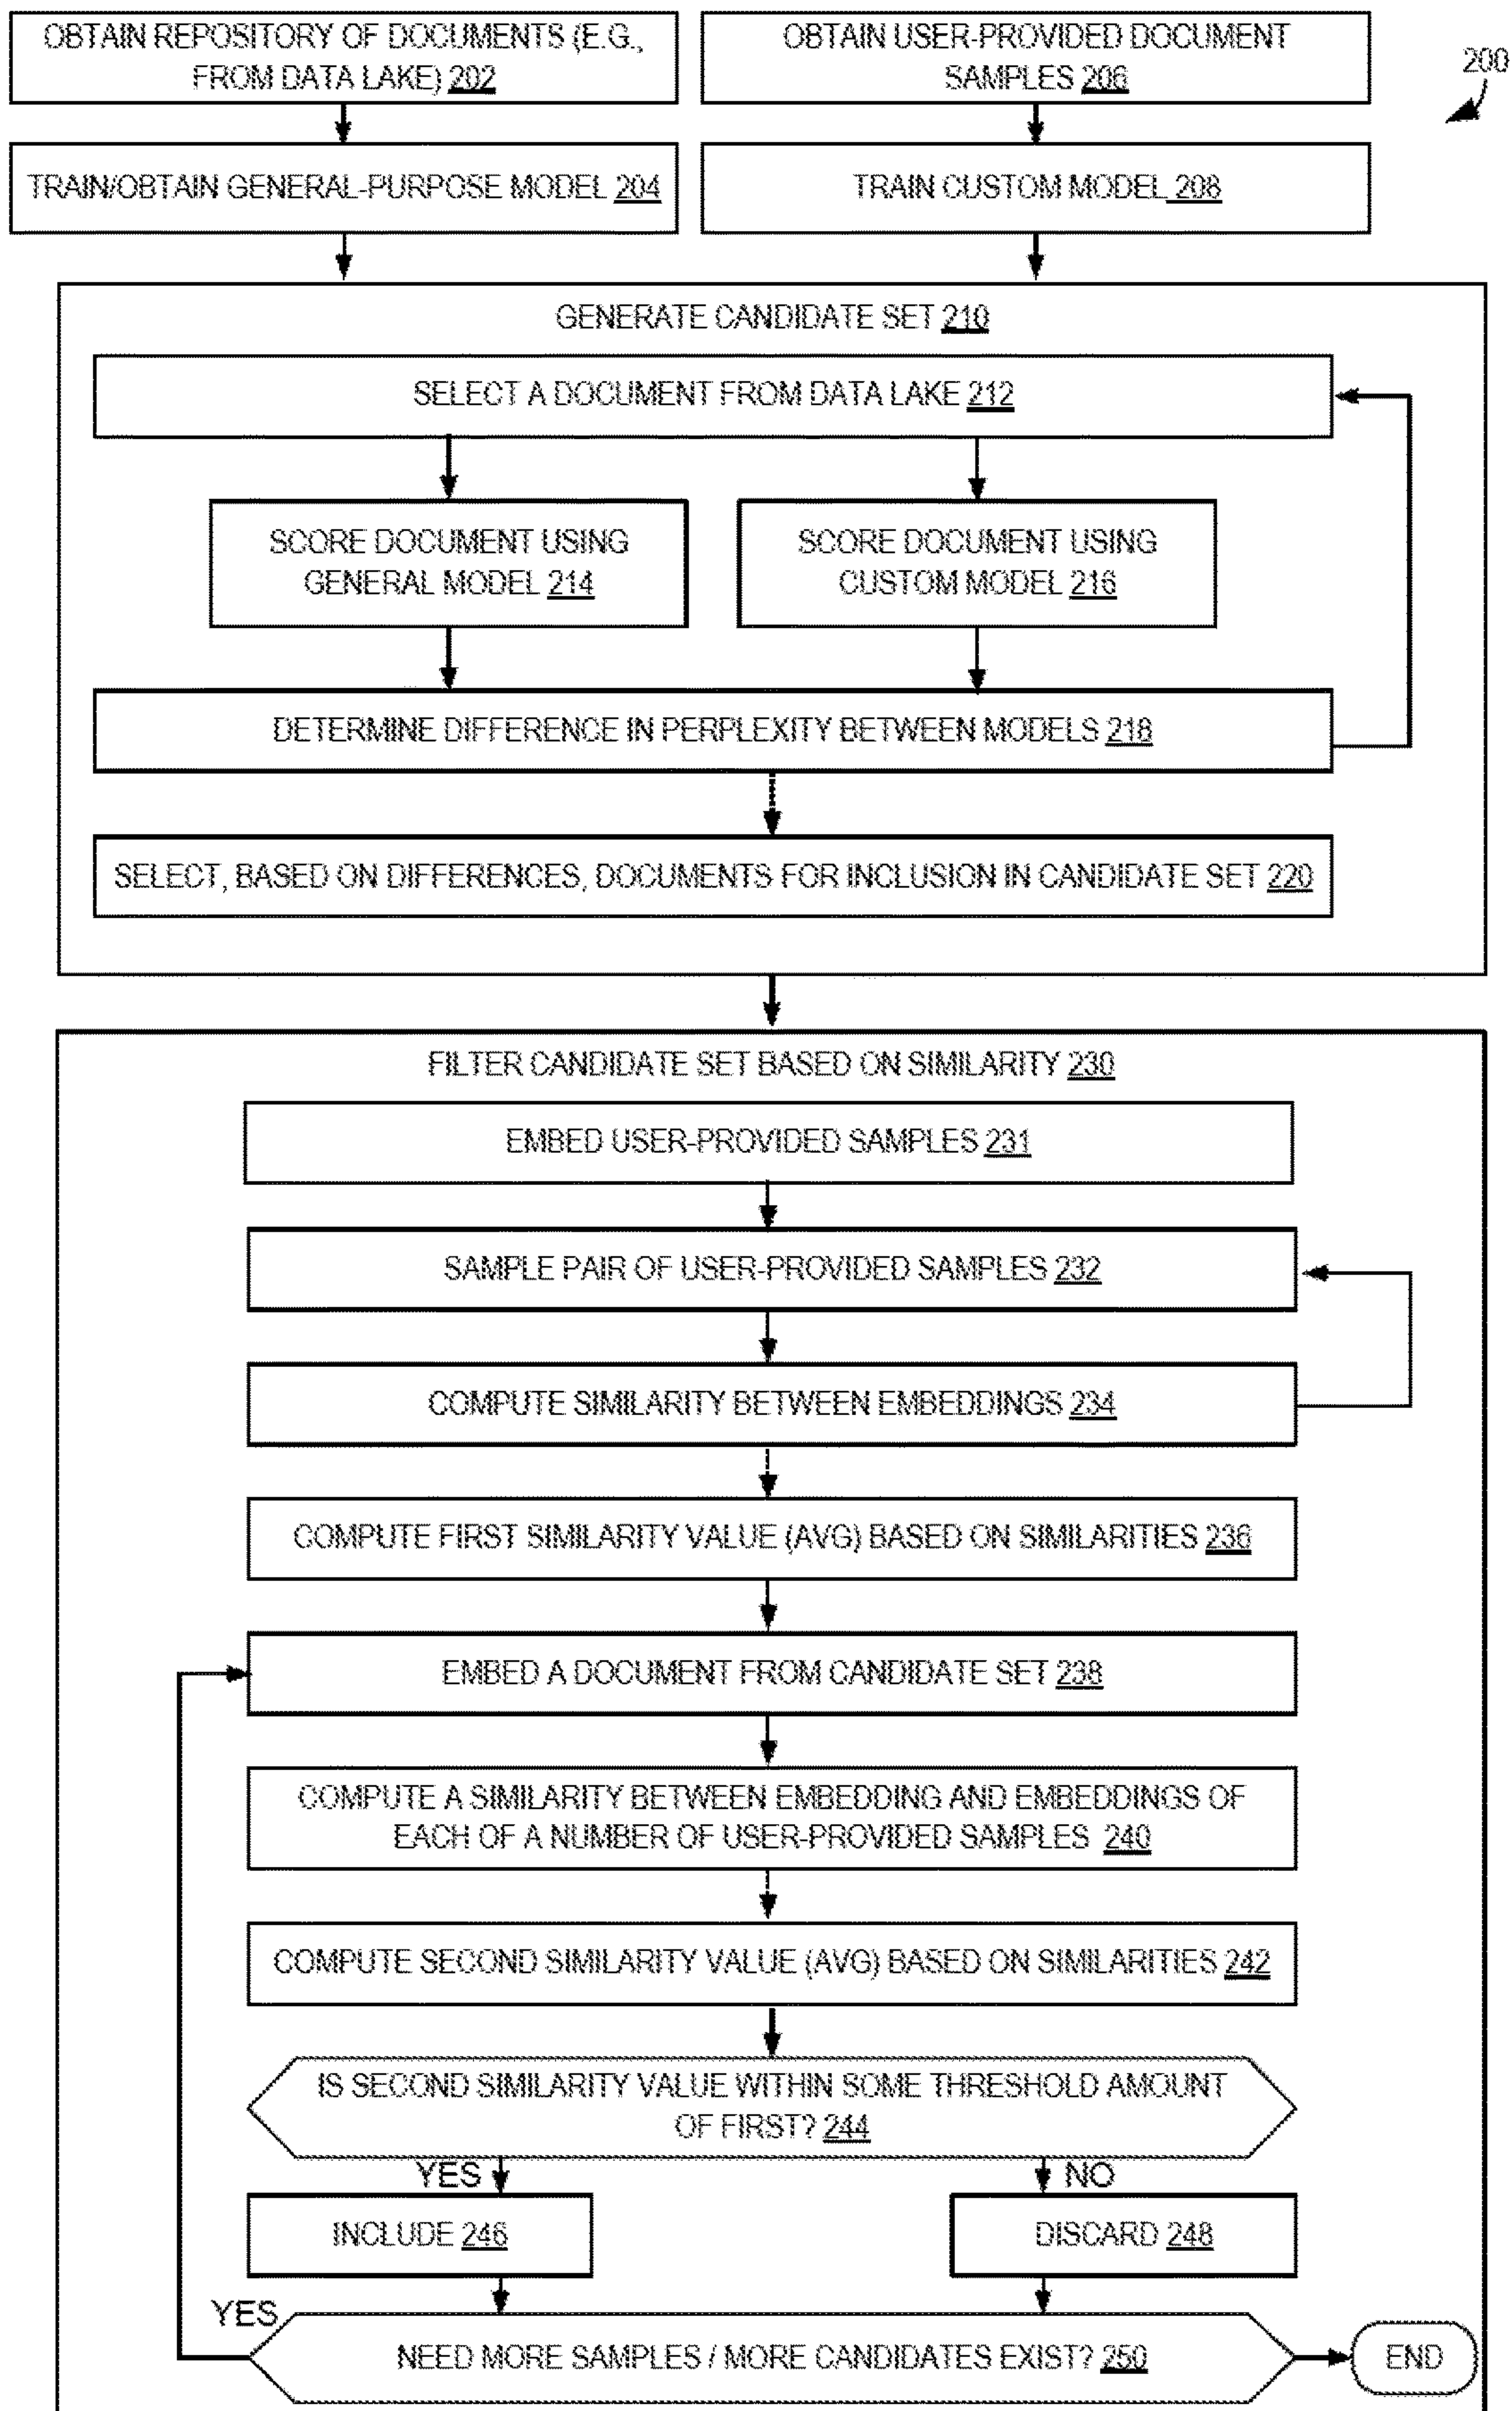 OBTAIN REPOSITORY OF DOCUMENTS (E.G.,
FROM DATA LAKE) 202
OBTAIN USER-PROVIDED DOCUMENT
SAMPLES 206
200
TRAIN/OBTAIN GENERAL-PURPOSE MODEL 204
TRAIN CUSTOM MODEL 208
GENERATE CANDIDATE SET 210
SELECT A DOCUMENT FROM DATA LAKE 212
SCORE DOCUMENT USING
GENERAL MODEL 214
SCORE DOCUMENT USING
CUSTOM MODEL 216
DETERMINE DIFFERENCE IN PERPLEXITY BETWEEN MODELS 218
SELECT, BASED ON DIFFERENCES, DOCUMENTS FOR INCLUSION IN CANDIDATE SET 220
FILTER CANDIDATE SET BASED ON SIMILARITY 230
EMBED USER-PROVIDED SAMPLES 231
SAMPLE PAIR OF USER-PROVIDED SAMPLES 232
COMPUTE SIMILARITY BETWEEN EMBEDDINGS 234
COMPUTE FIRST SIMILARITY VALUE (AVG) BASED ON SIMILARITIES 236
EMBED A DOCUMENT FROM CANDIDATE SET 238
COMPUTE A SIMILARITY BETWEEN EMBEDDING AND EMBEDDINGS OF
EACH OF A NUMBER OF USER-PROVIDED SAMPLES 240
COMPUTE SECOND SIMILARITY VALUE (AVG) BASED ON SIMILARITIES 242
IS SECOND SIMILARITY VALUE WITHIN SOME THRESHOLD AMOUNT
OF FIRST? 244
YES
NO
INCLUDE 246
DISCARD 248
YES
NEED MORE SAMPLES / MORE CANDIDATES EXIST? 250
END